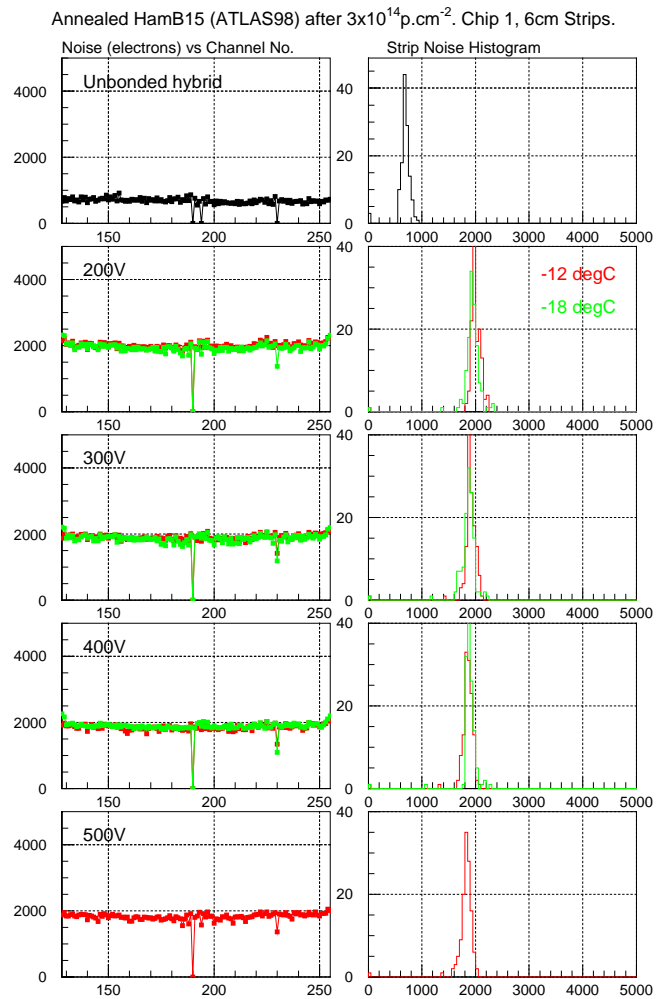 Annealed HamB15 (ATLAS98) after 3x10¹⁴p.cm⁻². Chip 1, 6cm Strips.
Noise (electrons) vs Channel No.
Strip Noise Histogram
Unbonded hybrid
4000
2000
0
150 200 250
40
20
0
0 1000 2000 3000 4000 5000
200V
4000
2000
0
150 200 250
-12 degC
-18 degC
40
20
0
0 1000 2000 3000 4000 5000
300V
4000
2000
0
150 200 250
40
20
0
0 1000 2000 3000 4000 5000
400V
4000
2000
0
150 200 250
40
20
0
0 1000 2000 3000 4000 5000
500V
4000
2000
0
150 200 250
40
20
0
0 1000 2000 3000 4000 5000